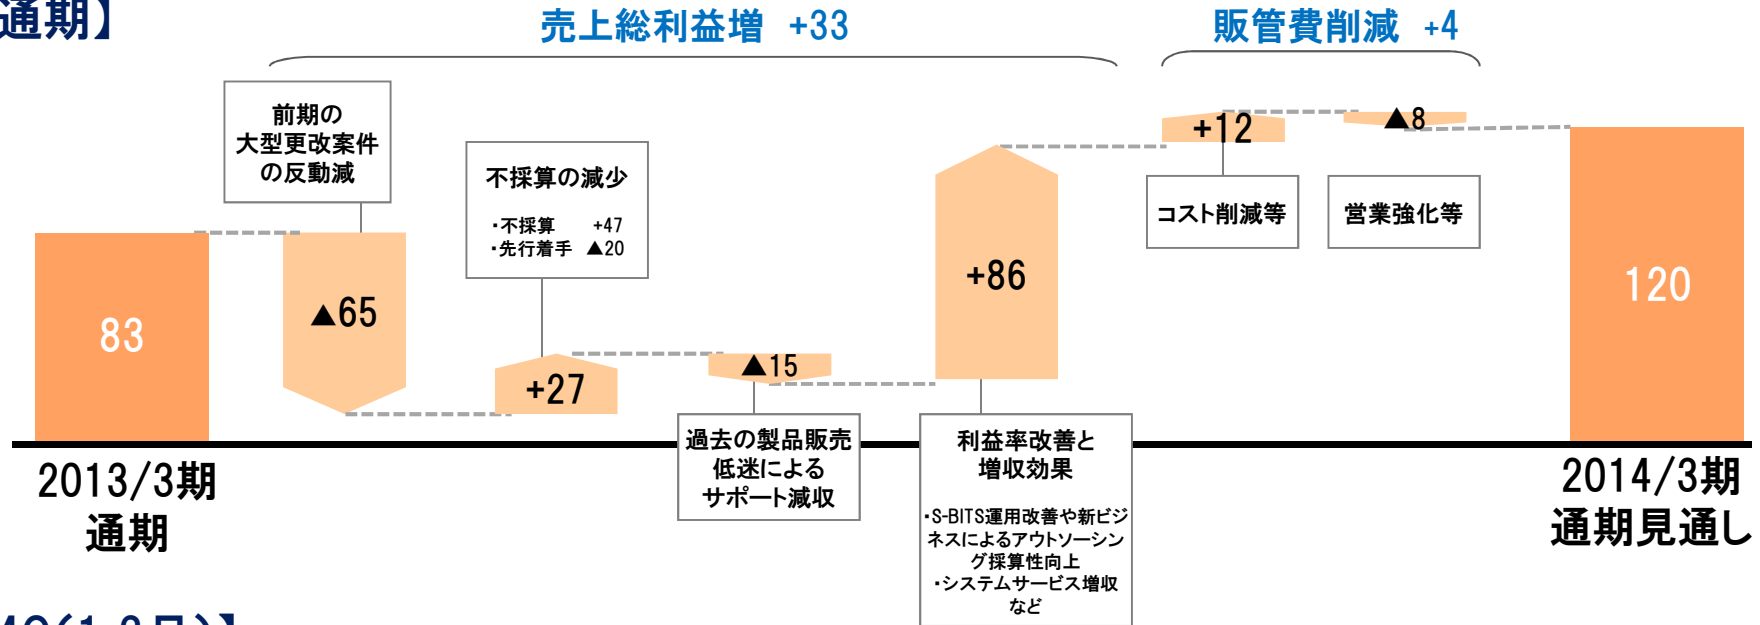 通期】
売上総利益増 +33
販管費削減 +4
前期の
大型更改案件
の反動減
不採算の減少
・不採算 +47
・先行着手 ▲20
+12
▲8
コスト削減等
営業強化等
83
▲65
+27
▲15
+86
120
過去の製品販売
低迷による
サポート減収
利益率改善と
増収効果
・S-BITS運用改善や新ビジ
ネスによるアウトソーシン
グ採算性向上
・システムサービス増収
など
2013/3期
通期
2014/3期
通期見通し